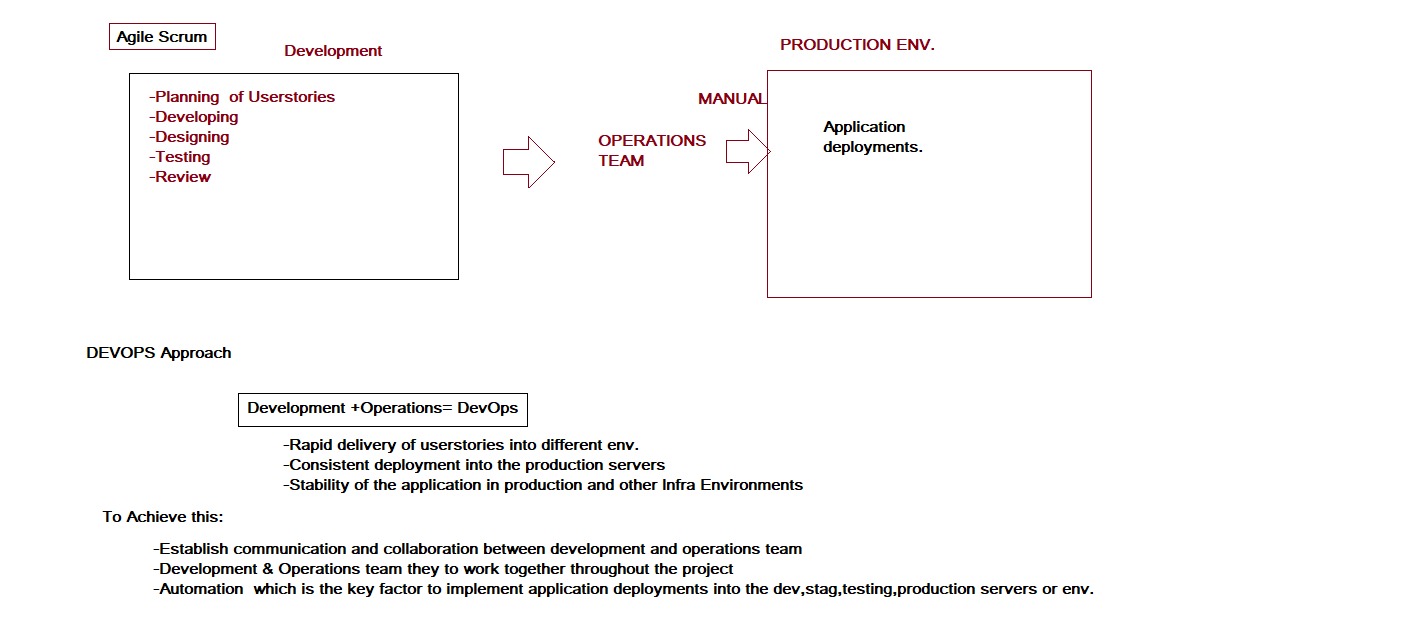 Agile Scrum
Development
PRODUCTION ENV.
-Planning  of Userstories
-Developing
-Designing
-Testing
-Review
MANUAL
OPERATIONS
TEAM
Application
deployments.
DEVOPS Approach
Development +Operations= DevOps
-Rapid delivery of userstories into different env.
-Consistent deployment into the production servers
-Stability of the application in production and other Infra Environments
To Achieve this:
-Establish communication and collaboration between development and operations team
-Development & Operations team they to work together throughout the project
-Automation  which is the key factor to implement application deployments into the dev,stag,testing,production servers or env.